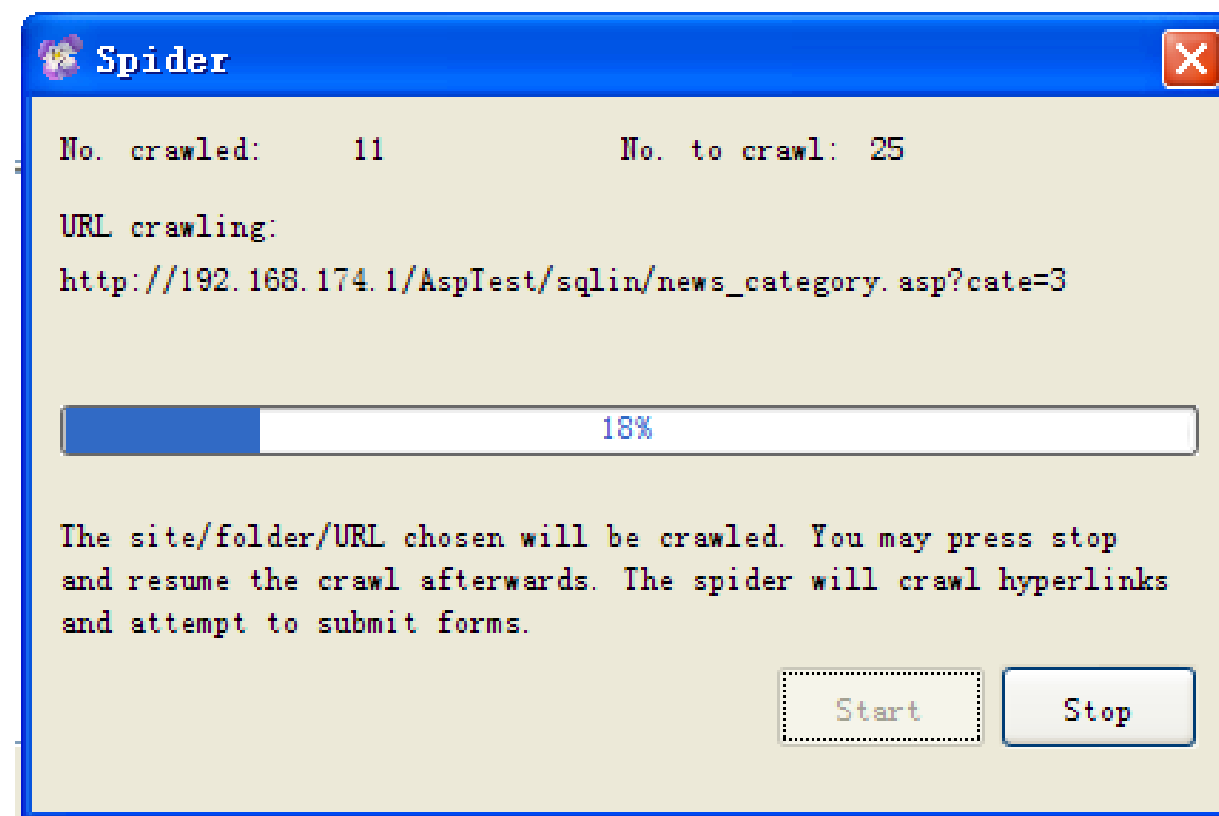 Spider
No. crawled: 11 No. to crawl: 25
URL crawling:
http://192.168.174.1/AspTest/sqlin/news_category.asp?cate=3
18%
The site/folder/URL chosen will be crawled. You may press stop
and resume the crawl afterwards. The spider will crawl hyperlinks
and attempt to submit forms.
Start Stop